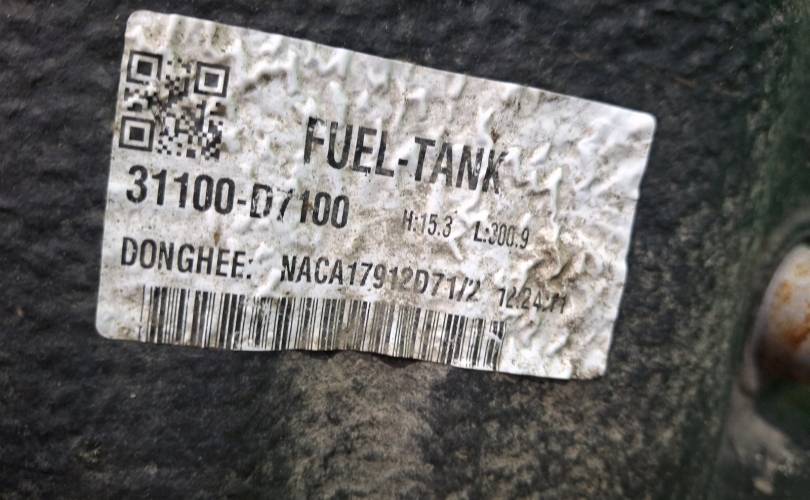 FUEL-TANK
31100-D7100 H:15.3 L:300.9
DONGHEE: NACA17912D71/2